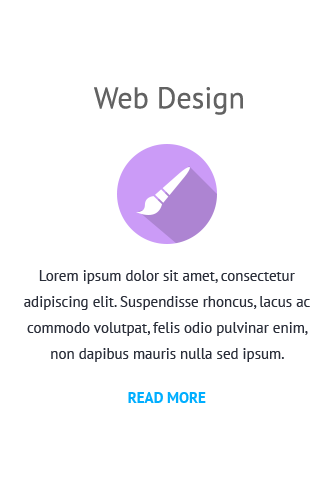 Web Design
Lorem ipsum dolor sit amet, consectetur
adipiscing elit. Suspendisse rhoncus, lacus ac
commodo volutpat, felis odio pulvinar enim,
non dapibus mauris nulla sed ipsum.
READ MORE